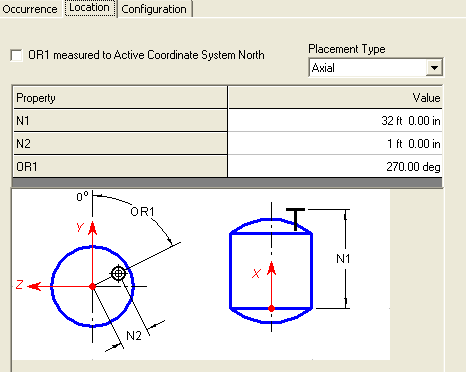 Occurrence Location Configuration
OR1 measured to Active Coordinate System North
Placement Type
Axial
Property Value
N1 32 ft 0.00 in
N2 1 ft 0.00 in
OR1 270.00 deg
0°
OR1
Y
Z
N2
X
N1